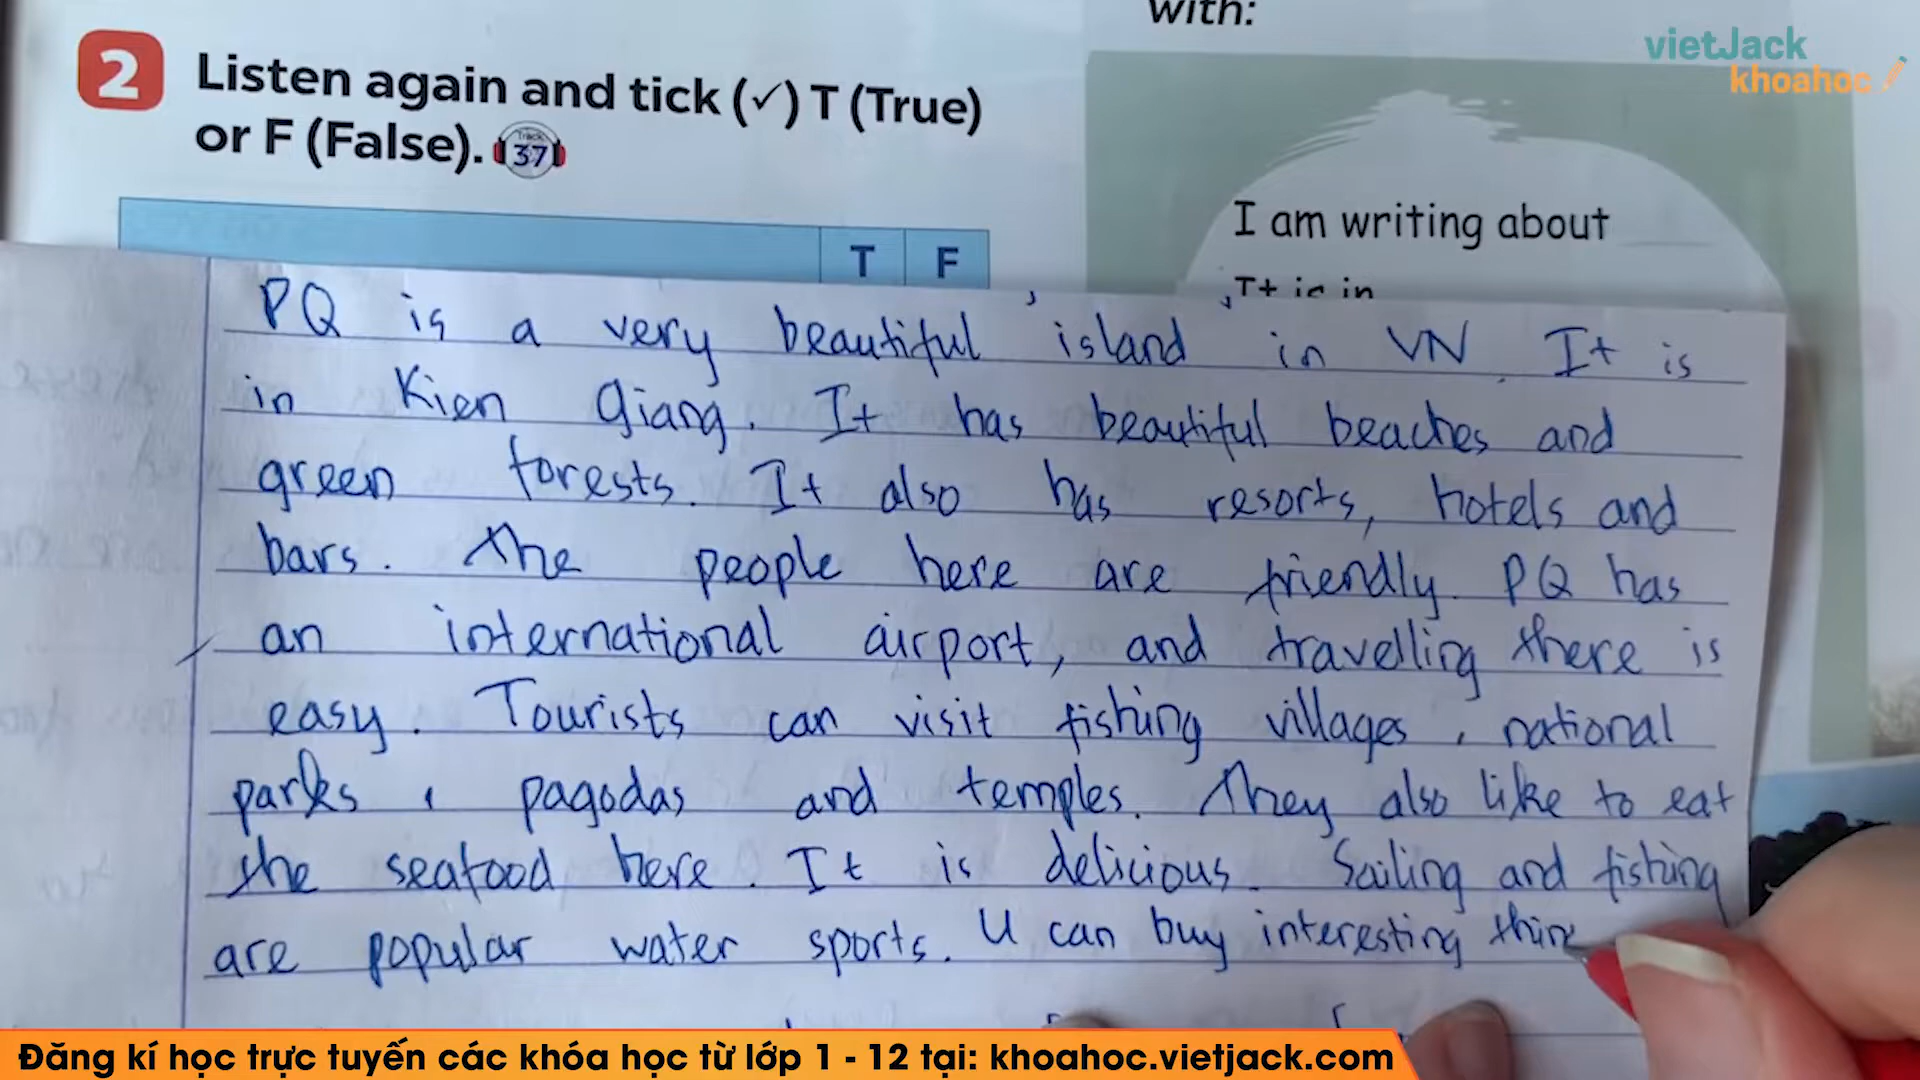 with:
vietJack
khoahoc
2 Listen again and tick (✓) T (True)
or F (False). Track 37
I am writing about
It is in
T F
PQ is a very beautiful island in VN. It is
in Kien Giang. It has beautiful beaches and
green forests. It also has resorts, hotels and
bars. The people here are friendly. PQ has
an international airport, and travelling there is
easy. Tourists can visit fishing villages, national
parks, pagodas and temples. They also like to eat
the seafood here. It is delicious. Sailing and fishing
are popular water sports. U can buy interesting thin
Đăng kí học trực tuyến các khóa học từ lớp 1 - 12 tại: khoahoc.vietjack.com